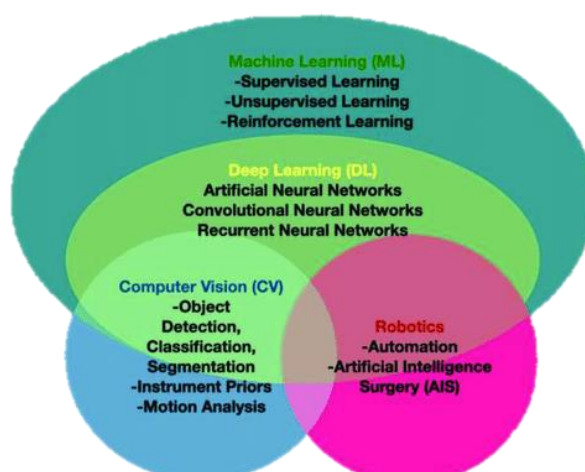 Machine Learning (ML)
-Supervised Learning
-Unsupervised Learning
-Reinforcement Learning
Deep Learning (DL)
Artificial Neural Networks
Convolutional Neural Networks
Recurrent Neural Networks
Computer Vision (CV)
-Object
Detection,
Classification,
Segmentation
-Instrument Priors
-Motion Analysis
Robotics
-Automation
-Artificial Intelligence
Surgery (AIS)